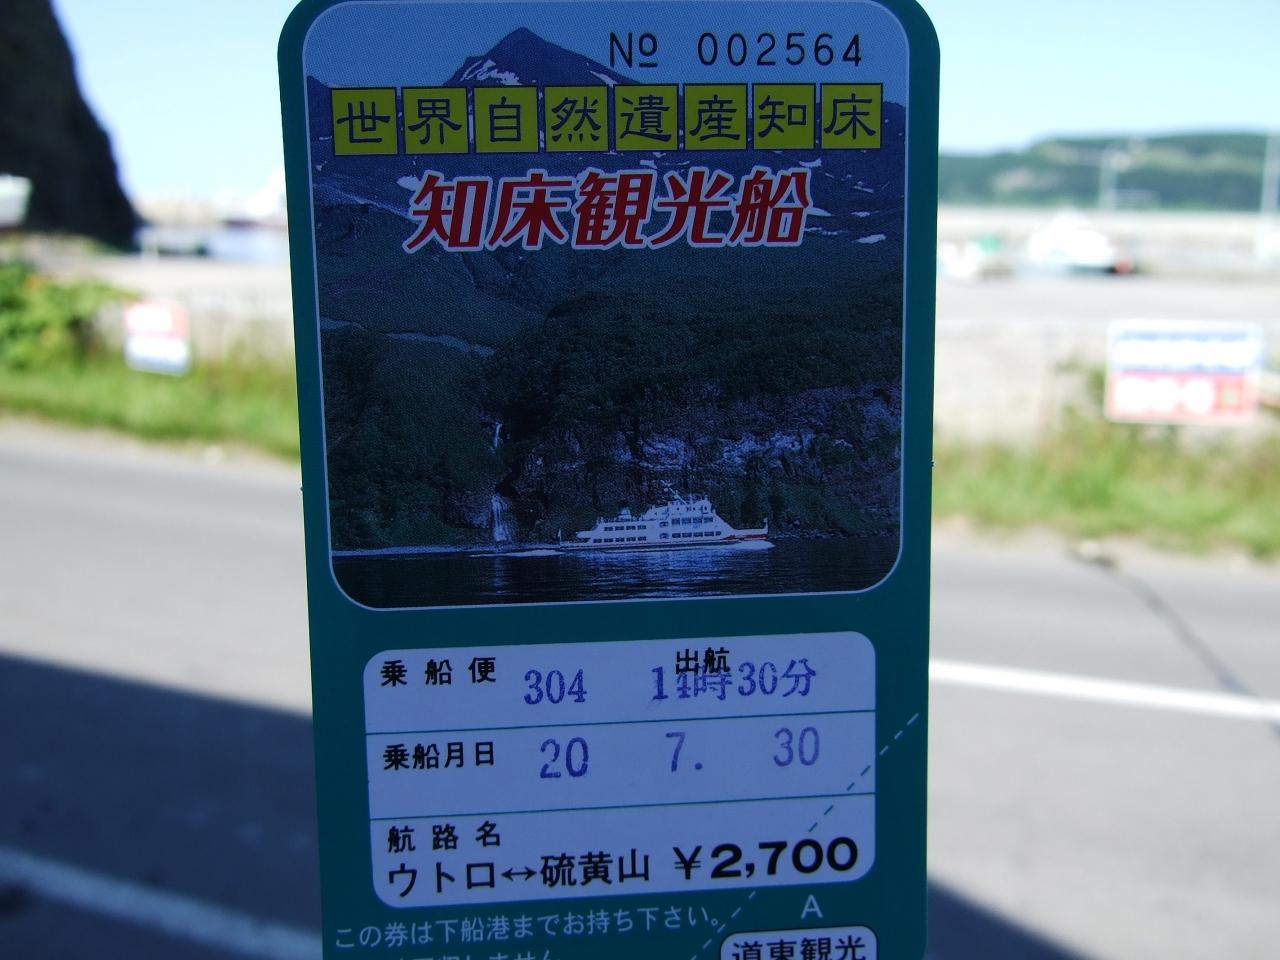 No 002564
世界自然遺産知床
知床観光船
乗船便 304 出航 14時30分
乗船月日 20 7. 30
航路名
ウトロ↔硫黄山 ¥2,700
この券は下船港までお持ち下さい。
A
道東観光